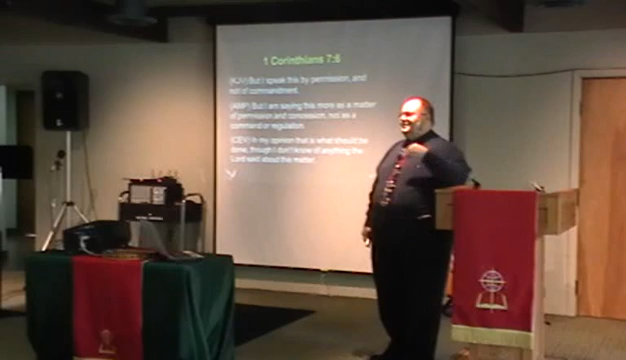 1 Corinthians 7:6
(KJV) But I speak this by permission, and
not of commandment.
(AMP) But I am saying this more as a matter
of permission and concession, not as a
command or regulation.
(CEV) In my opinion that is what should be
done, though I don't know of anything the
Lord said about this matter.